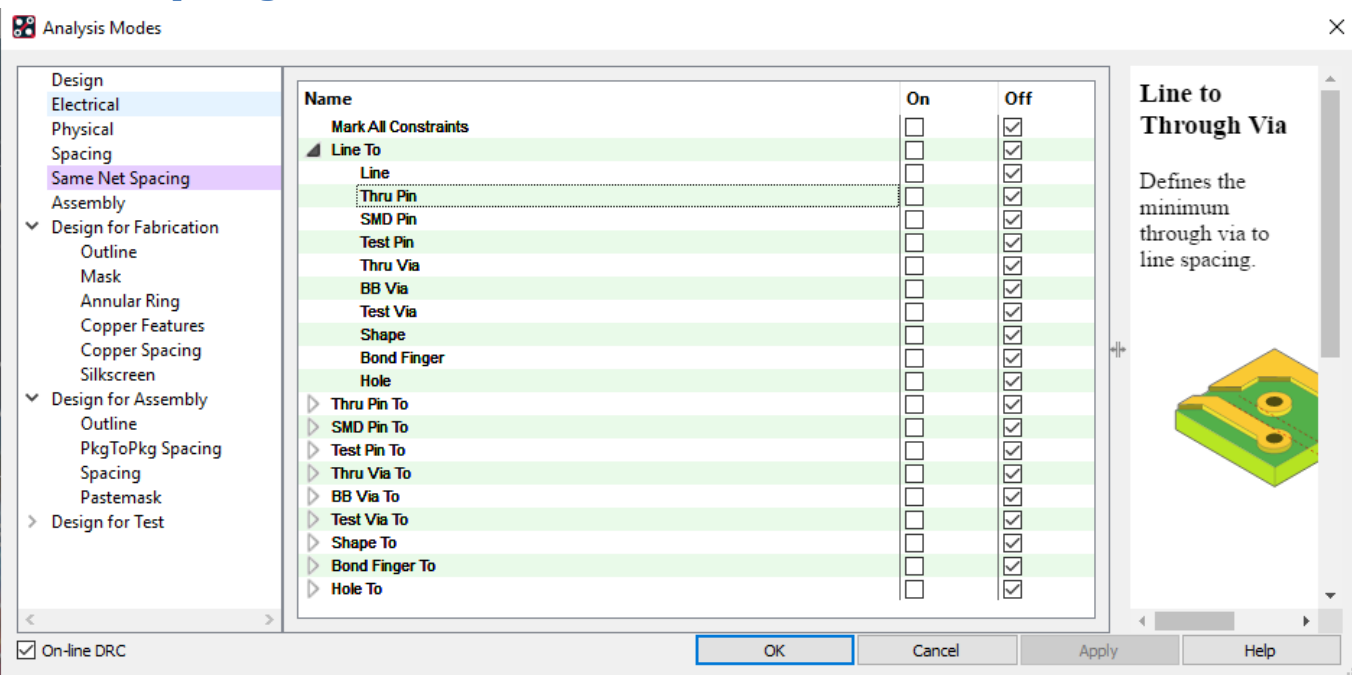 Analysis Modes
Design
Electrical
Physical
Spacing
Same Net Spacing
Assembly
Design for Fabrication
Outline
Mask
Annular Ring
Copper Features
Copper Spacing
Silkscreen
Design for Assembly
Outline
PkgToPkg Spacing
Spacing
Pastemask
Design for Test
Name On Off
Mark All Constraints
Line To
Line
Thru Pin
SMD Pin
Test Pin
Thru Via
BB Via
Test Via
Shape
Bond Finger
Hole
Thru Pin To
SMD Pin To
Test Pin To
Thru Via To
BB Via To
Test Via To
Shape To
Bond Finger To
Hole To
Line to
Through Via
Defines the
minimum
through via to
line spacing.
On-line DRC
OK Cancel Apply Help